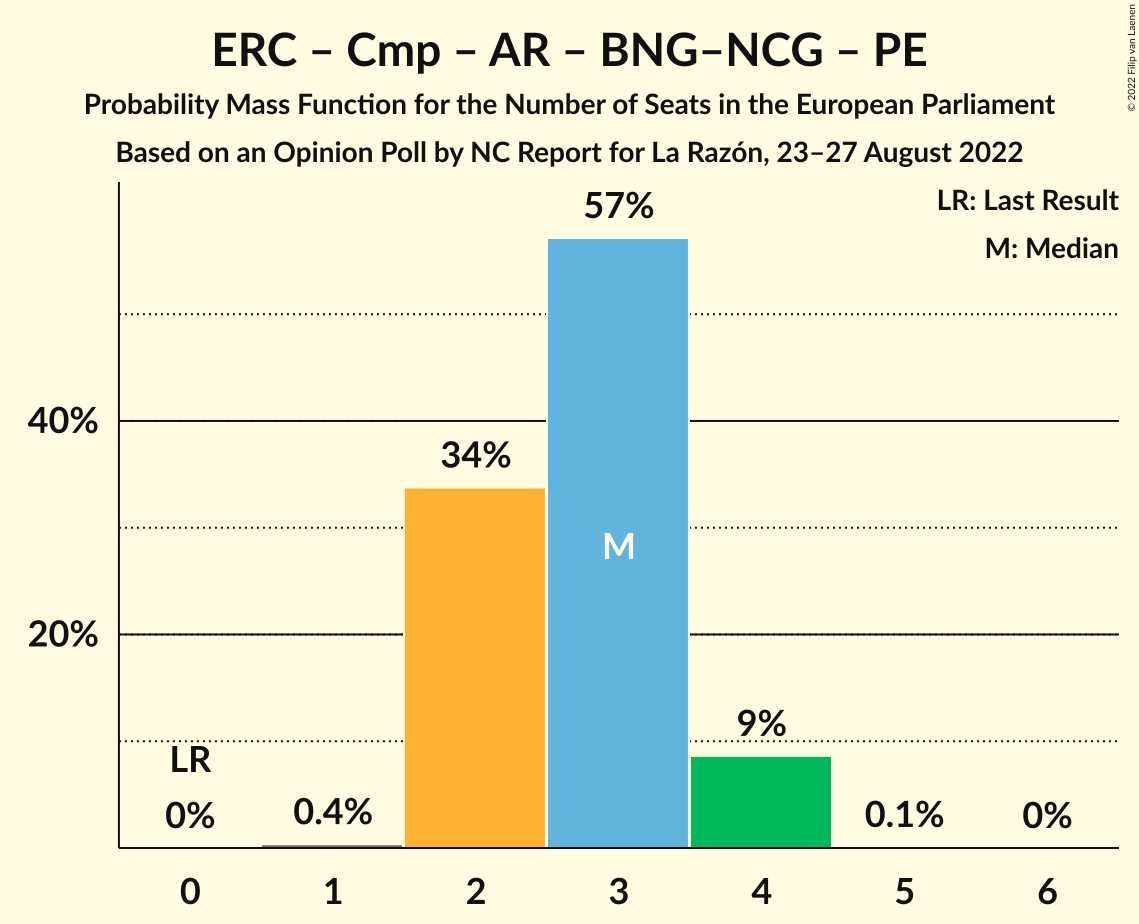 ERC – Cmp – AR – BNG–NCG – PE
Probability Mass Function for the Number of Seats in the European Parliament
Based on an Opinion Poll by NC Report for La Razón, 23–27 August 2022
© 2022 Filip van Laenen
LR: Last Result
M: Median
57%
40%
34%
M
20%
9%
LR
0%
0.4%
0.1%
0%
0 1 2 3 4 5 6